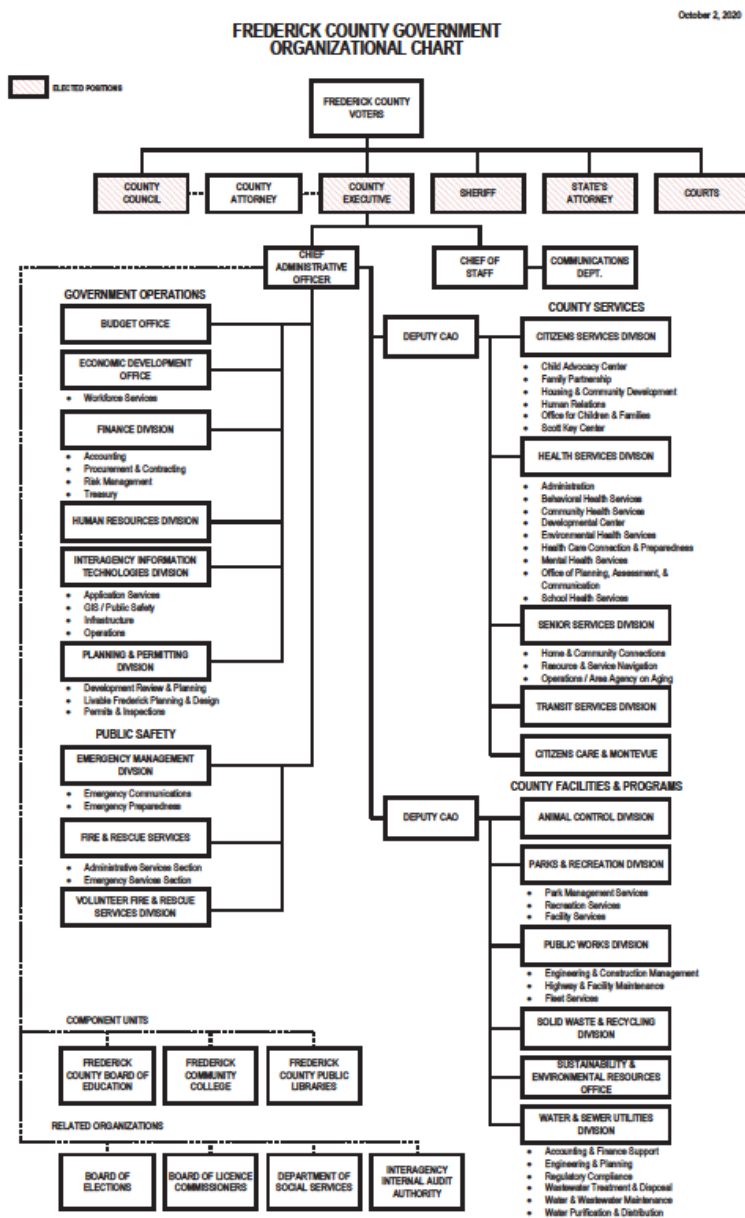 October 2, 2020
FREDERICK COUNTY GOVERNMENT
ORGANIZATIONAL CHART
ELECTED POSITIONS
FREDERICK COUNTY
VOTERS
COUNTY
COUNCIL
COUNTY
ATTORNEY
COUNTY
EXECUTIVE
SHERIFF
STATE'S
ATTORNEY
COURTS
CHIEF
ADMINISTRATIVE
OFFICER
CHIEF OF
STAFF
COMMUNICATIONS
DEPT.
GOVERNMENT OPERATIONS
BUDGET OFFICE
ECONOMIC DEVELOPMENT
OFFICE
• Workforce Services
FINANCE DIVISION
• Accounting
• Procurement & Contracting
• Risk Management
• Treasury
HUMAN RESOURCES DIVISION
INTERAGENCY INFORMATION
TECHNOLOGIES DIVISION
• Application Services
• GIS / Public Safety
• Infrastructure
• Operations
PLANNING & PERMITTING
DIVISION
• Development Review & Planning
• Livable Frederick Planning & Design
• Permits & Inspections
PUBLIC SAFETY
EMERGENCY MANAGEMENT
DIVISION
• Emergency Communications
• Emergency Preparedness
FIRE & RESCUE SERVICES
• Administrative Services Section
• Emergency Services Section
VOLUNTEER FIRE & RESCUE
SERVICES DIVISION
DEPUTY CAO
COUNTY SERVICES
CITIZENS SERVICES DIVISON
• Child Advocacy Center
• Family Partnership
• Housing & Community Development
• Human Relations
• Office for Children & Families
• Scott Key Center
HEALTH SERVICES DIVISON
• Administration
• Behavioral Health Services
• Community Health Services
• Developmental Center
• Environmental Health Services
• Health Care Connection & Preparedness
• Mental Health Services
• Office of Planning, Assessment, &
Communication
• School Health Services
SENIOR SERVICES DIVISION
• Home & Community Connections
• Resource & Service Navigation
• Operations / Area Agency on Aging
TRANSIT SERVICES DIVISION
CITIZENS CARE & MONTEVUE
DEPUTY CAO
COUNTY FACILITIES & PROGRAMS
ANIMAL CONTROL DIVISION
PARKS & RECREATION DIVISION
• Park Management Services
• Recreation Services
• Facility Services
PUBLIC WORKS DIVISION
• Engineering & Construction Management
• Highway & Facility Maintenance
• Fleet Services
SOLID WASTE & RECYCLING
DIVISION
SUSTAINABILITY &
ENVIRONMENTAL RESOURCES
OFFICE
WATER & SEWER UTILITIES
DIVISION
• Accounting & Finance Support
• Engineering & Planning
• Regulatory Compliance
• Wastewater Treatment & Disposal
• Water & Wastewater Maintenance
• Water Purification & Distribution
COMPONENT UNITS
FREDERICK
COUNTY BOARD OF
EDUCATION
FREDERICK
COMMUNITY
COLLEGE
FREDERICK
COUNTY PUBLIC
LIBRARIES
RELATED ORGANIZATIONS
BOARD OF
ELECTIONS
BOARD OF LICENCE
COMMISSIONERS
DEPARTMENT OF
SOCIAL SERVICES
INTERAGENCY
INTERNAL AUDIT
AUTHORITY